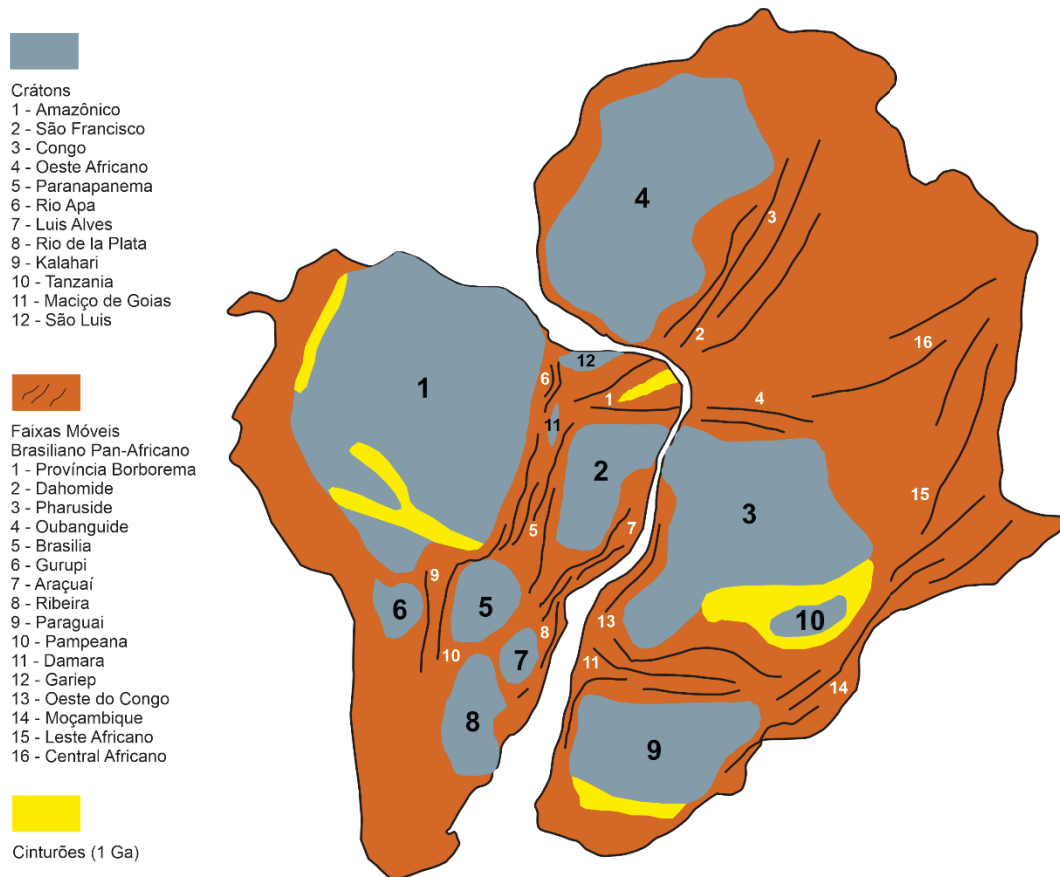 Crátons
1 - Amazônico
2 - São Francisco
3 - Congo
4 - Oeste Africano
5 - Paranapanema
6 - Rio Apa
7 - Luis Alves
8 - Rio de la Plata
9 - Kalahari
10 - Tanzania
11 - Maciço de Goias
12 - São Luis
Faixas Móveis
Brasiliano Pan-Africano
1 - Província Borborema
2 - Dahomide
3 - Pharuside
4 - Oubanguide
5 - Brasilia
6 - Gurupi
7 - Araçuaí
8 - Ribeira
9 - Paraguai
10 - Pampeana
11 - Damara
12 - Gariep
13 - Oeste do Congo
14 - Moçambique
15 - Leste Africano
16 - Central Africano
Cinturões (1 Ga)
4
3
2
16
12
6
1
1
4
11
2
3
15
5
7
9
6
5
10
13
8
10
7
11
14
8
9